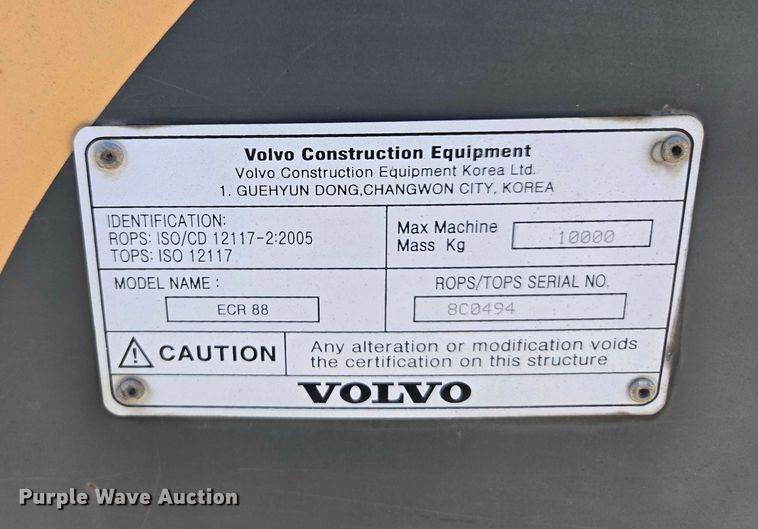 Volvo Construction Equipment
Volvo Construction Equipment Korea Ltd.
1. GUEHYUN DONG,CHANGWON CITY, KOREA
IDENTIFICATION:
ROPS: ISO/CD 12117-2:2005
TOPS: ISO 12117
Max Machine
Mass Kg
10000
MODEL NAME :
ECR 88
ROPS/TOPS SERIAL NO.
8C0494
CAUTION
Any alteration or modification voids
the certification on this structure
VOLVO
Purple Wave Auction